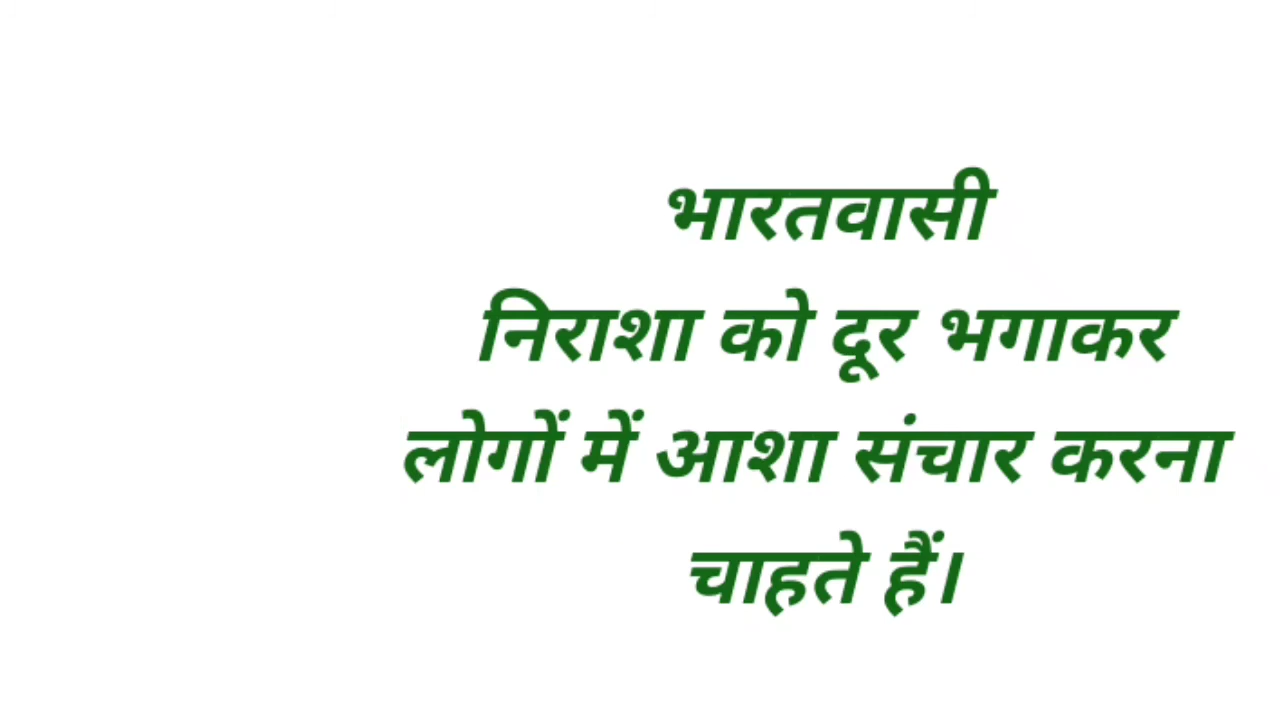 भारतवासी
निराशा को दूर भगाकर
लोगों में आशा संचार करना
चाहते हैं।